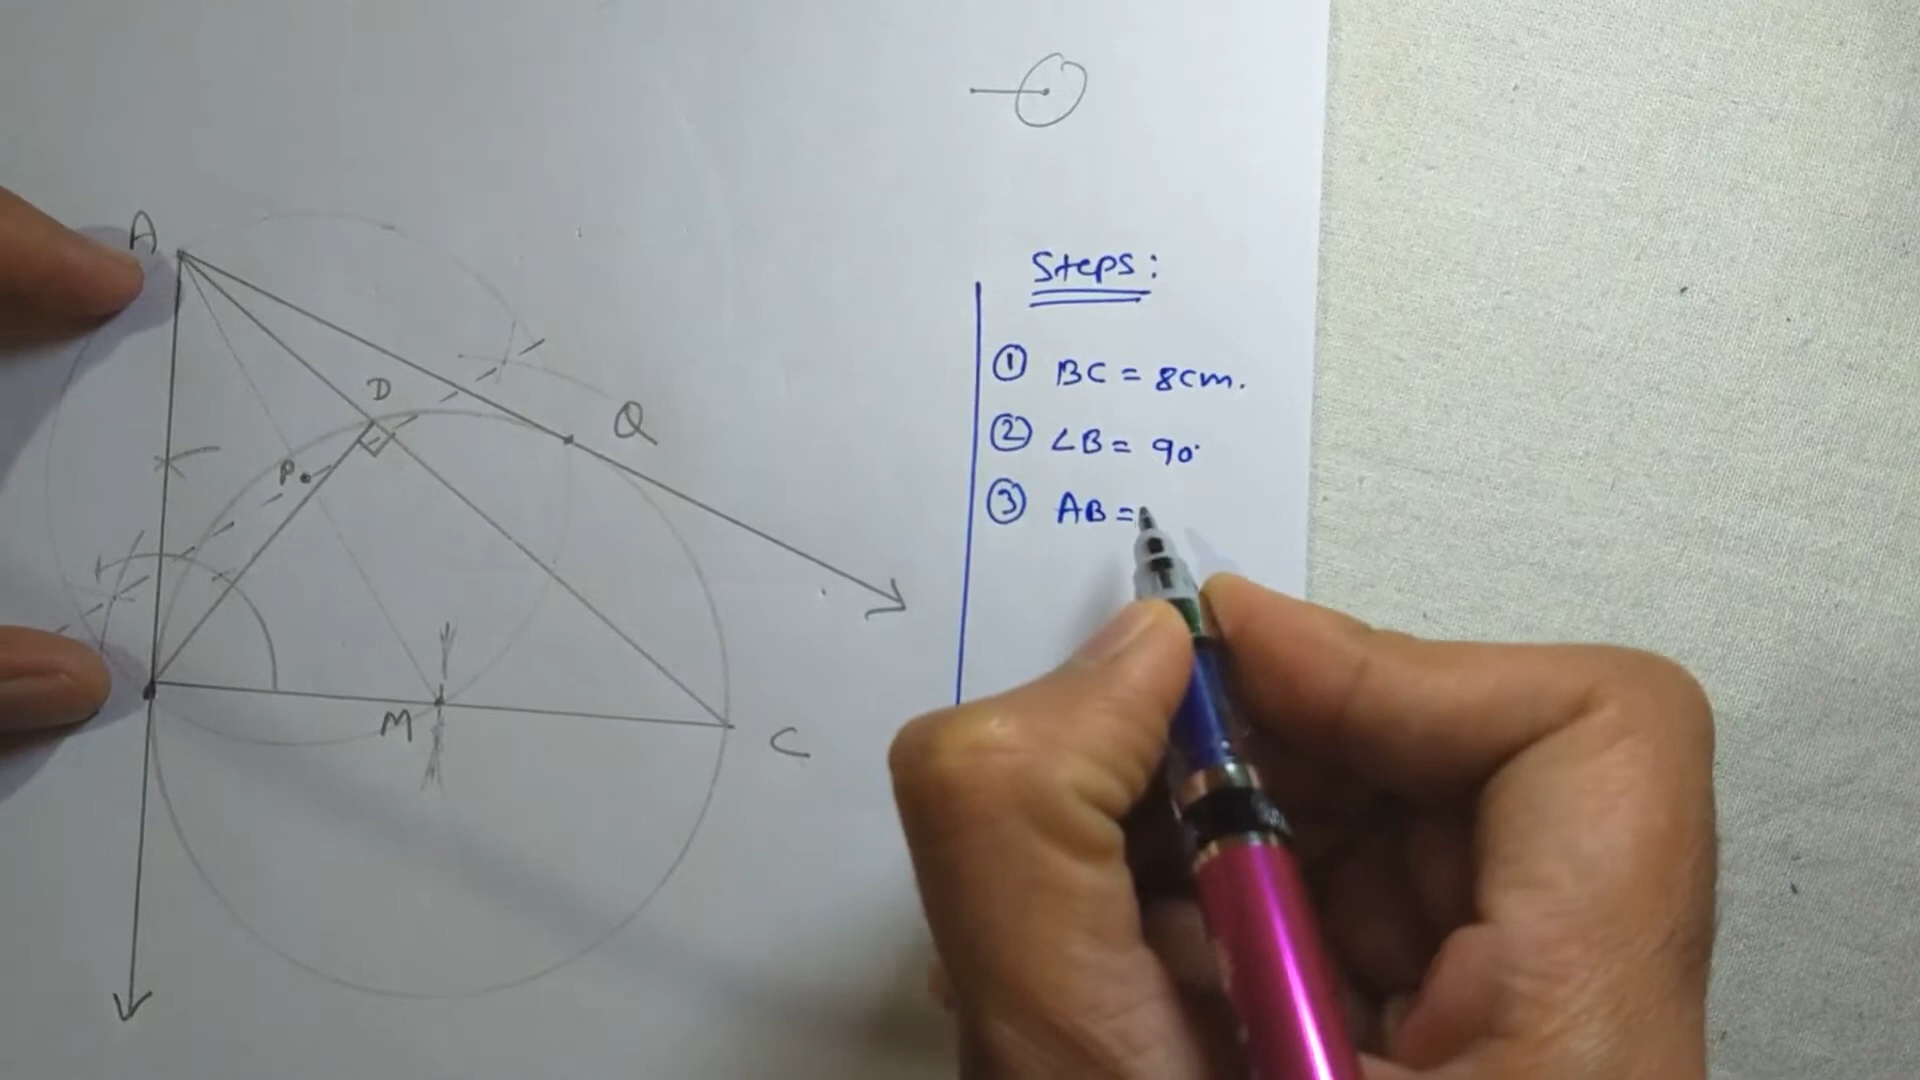 Steps:
① BC = 8cm.
② ∠B = 90°
③ AB =
A
D
Q
P
M
C